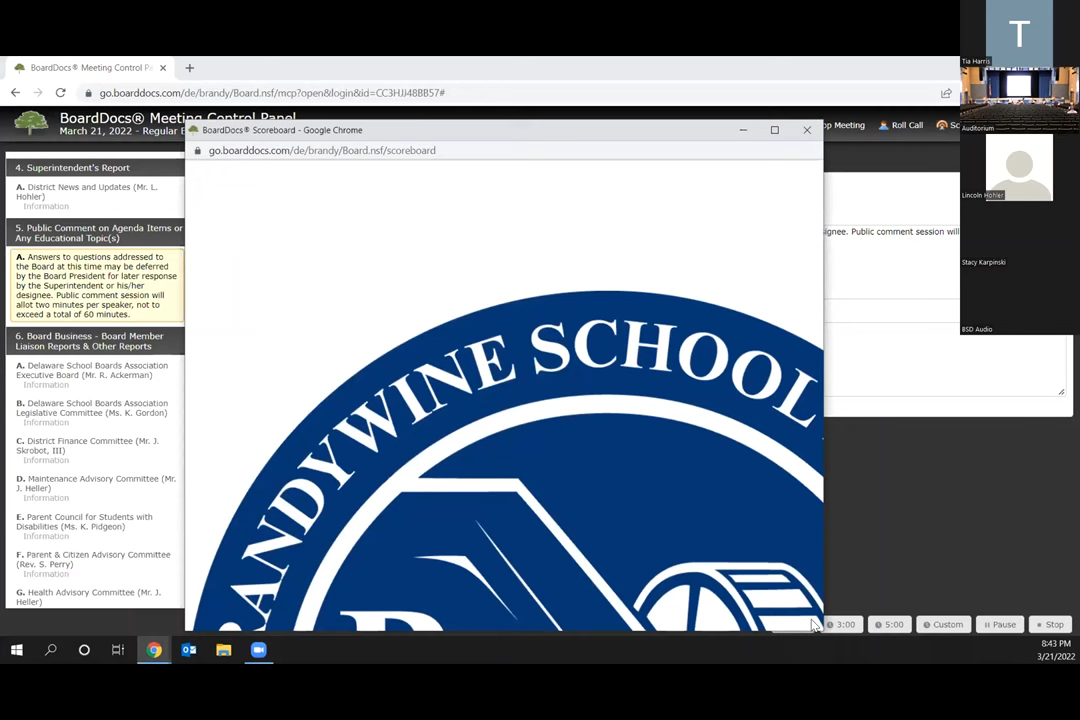 BoardDocs® Meeting Control Pa
go.boarddocs.com/de/brandy/Board.nsf/mcp?open&login&id=CC3HJJ48BB57#
BoardDocs® Meeting Control Panel
March 21, 2022 - Regular B
op Meeting
Roll Call
Sc
BoardDocs® Scoreboard - Google Chrome
go.boarddocs.com/de/brandy/Board.nsf/scoreboard
4. Superintendent's Report
A. District News and Updates (Mr. L.
Hohler)
Information
5. Public Comment on Agenda Items or
Any Educational Topic(s)
A. Answers to questions addressed to
the Board at this time may be deferred
by the Board President for later response
by the Superintendent or his/her
designee. Public comment session will
allot two minutes per speaker, not to
exceed a total of 60 minutes.
6. Board Business - Board Member
Liaison Reports & Other Reports
A. Delaware School Boards Association
Executive Board (Mr. R. Ackerman)
Information
B. Delaware School Boards Association
Legislative Committee (Ms. K. Gordon)
Information
C. District Finance Committee (Mr. J.
Skrobot, III)
Information
D. Maintenance Advisory Committee (Mr.
J. Heller)
Information
E. Parent Council for Students with
Disabilities (Ms. K. Pidgeon)
Information
F. Parent & Citizen Advisory Committee
(Rev. S. Perry)
Information
G. Health Advisory Committee (Mr. J.
Heller)
BRANDYWINE SCHOOL
B
ignee. Public comment session will
T
Tia Harris
Auditorium
Lincoln Hohler
Stacy Karpinski
BSD Audio
3:00
5:00
Custom
Pause
Stop
8:43 PM
3/21/2022